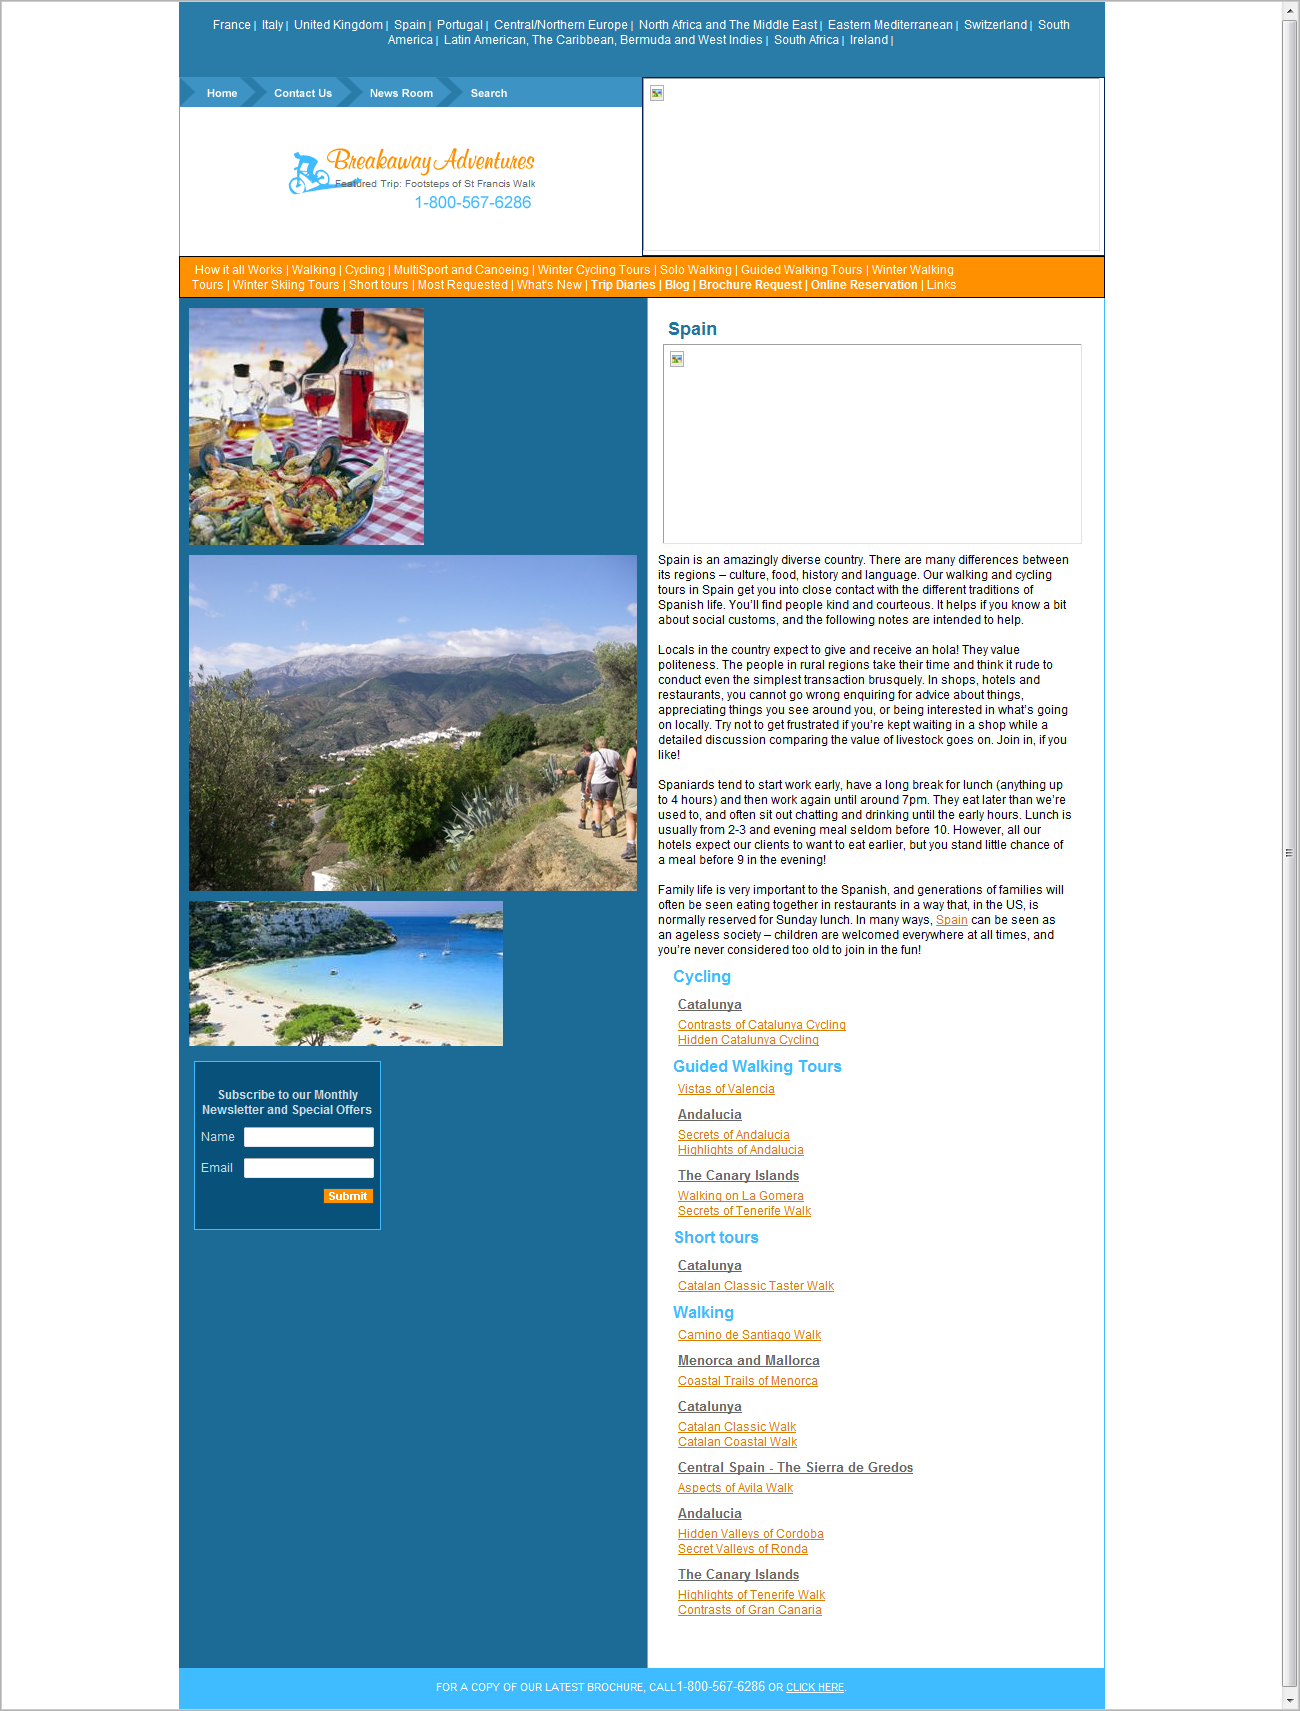 France | Italy | United Kingdom | Spain | Portugal | Central/Northern Europe | North Africa and The Middle East | Eastern Mediterranean | Switzerland | South
America | Latin American, The Caribbean, Bermuda and West Indies | South Africa | Ireland |
Home Contact Us News Room Search
Breakaway Adventures
Featured Trip: Footsteps of St Francis Walk
1-800-567-6286
How it all Works | Walking | Cycling | MultiSport and Canoeing | Winter Cycling Tours | Solo Walking | Guided Walking Tours | Winter Walking
Tours | Winter Skiing Tours | Short tours | Most Requested | What's New | Trip Diaries | Blog | Brochure Request | Online Reservation | Links
Spain
Spain is an amazingly diverse country. There are many differences between
its regions – culture, food, history and language. Our walking and cycling
tours in Spain get you into close contact with the different traditions of
Spanish life. You'll find people kind and courteous. It helps if you know a bit
about social customs, and the following notes are intended to help.
Locals in the country expect to give and receive an hola! They value
politeness. The people in rural regions take their time and think it rude to
conduct even the simplest transaction brusquely. In shops, hotels and
restaurants, you cannot go wrong enquiring for advice about things,
appreciating things you see around you, or being interested in what's going
on locally. Try not to get frustrated if you're kept waiting in a shop while a
detailed discussion comparing the value of livestock goes on. Join in, if you
like!
Spaniards tend to start work early, have a long break for lunch (anything up
to 4 hours) and then work again until around 7pm. They eat later than we're
used to, and often sit out chatting and drinking until the early hours. Lunch is
usually from 2-3 and evening meal seldom before 10. However, all our
hotels expect our clients to want to eat earlier, but you stand little chance of
a meal before 9 in the evening!
Family life is very important to the Spanish, and generations of families will
often be seen eating together in restaurants in a way that, in the US, is
normally reserved for Sunday lunch. In many ways, Spain can be seen as
an ageless society – children are welcomed everywhere at all times, and
you're never considered too old to join in the fun!
Cycling
Catalunya
Contrasts of Catalunya Cycling
Hidden Catalunya Cycling
Guided Walking Tours
Vistas of Valencia
Andalucia
Secrets of Andalucia
Highlights of Andalucia
The Canary Islands
Walking on La Gomera
Secrets of Tenerife Walk
Short tours
Catalunya
Catalan Classic Taster Walk
Walking
Camino de Santiago Walk
Menorca and Mallorca
Coastal Trails of Menorca
Catalunya
Catalan Classic Walk
Catalan Coastal Walk
Central Spain - The Sierra de Gredos
Aspects of Avila Walk
Andalucia
Hidden Valleys of Cordoba
Secret Valleys of Ronda
The Canary Islands
Highlights of Tenerife Walk
Contrasts of Gran Canaria
Subscribe to our Monthly
Newsletter and Special Offers
Name
Email
Submit
FOR A COPY OF OUR LATEST BROCHURE, CALL1-800-567-6286 OR CLICK HERE.